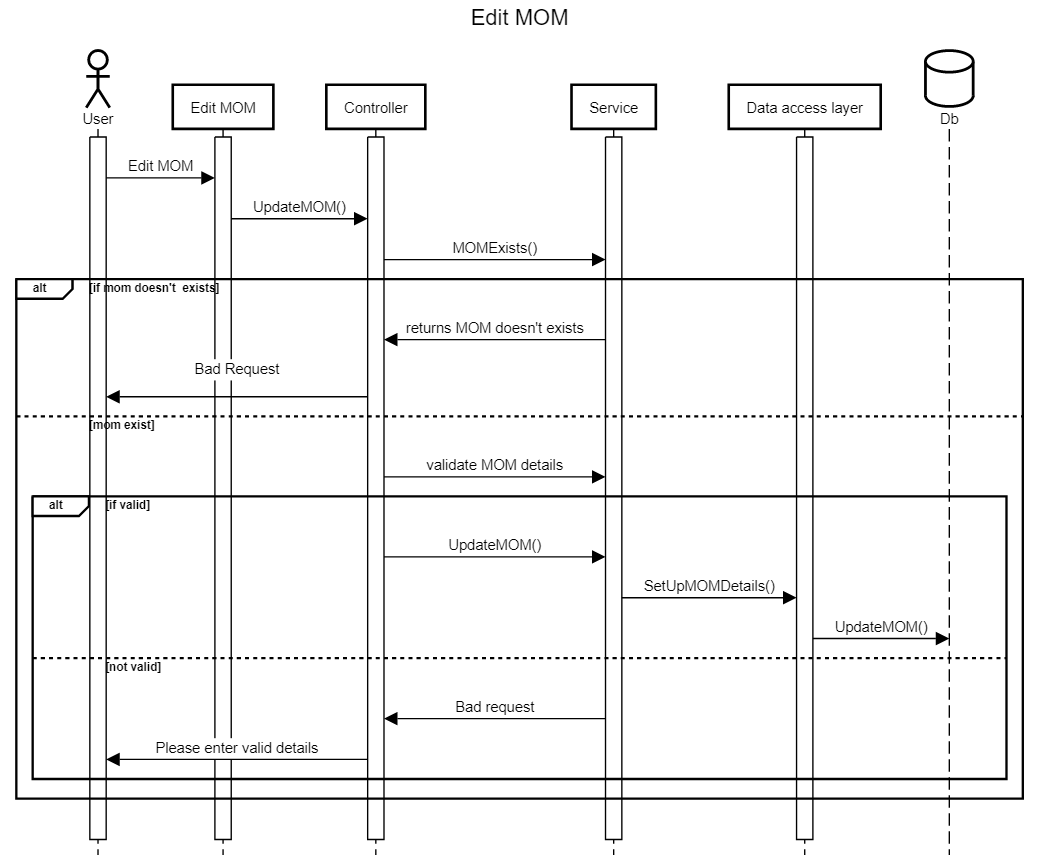 Edit MOM
User
Edit MOM
Controller
Service
Data access layer
Db
Edit MOM
UpdateMOM()
MOMExists()
alt
[if mom doesn't  exists]
returns MOM doesn't exists
Bad Request
[mom exist]
validate MOM details
alt
[if valid]
UpdateMOM()
SetUpMOMDetails()
UpdateMOM()
[not valid]
Bad request
Please enter valid details